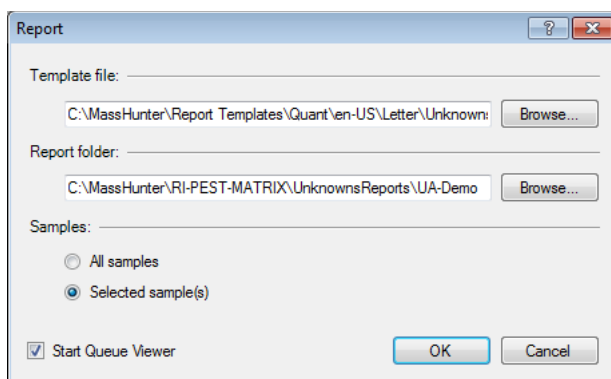 Report
Template file:
C:\MassHunter\Report Templates\Quant\en-US\Letter\Unknowns
Browse...
Report folder:
C:\MassHunter\RI-PEST-MATRIX\UnknownsReports\UA-Demo
Browse...
Samples:
All samples
Selected sample(s)
Start Queue Viewer
OK
Cancel